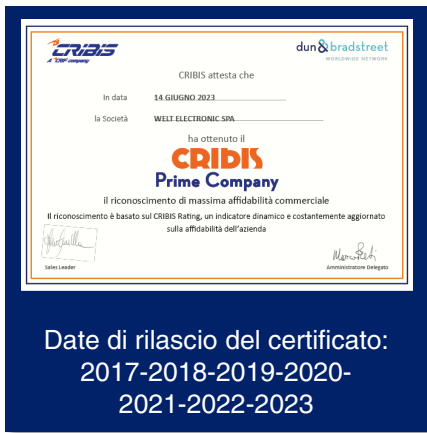 CRIBIS
A CRIF company
dun & bradstreet
WORLDWIDE NETWORK
CRIBIS attesta che
In data 14 GIUGNO 2023
la Società WELT ELECTRONIC SPA
ha ottenuto il
CRIBIS
Prime Company
il riconoscimento di massima affidabilità commerciale
Il riconoscimento è basato sul CRIBIS Rating, un indicatore dinamico e costantemente aggiornato
sulla affidabilità dell'azienda
Sales Leader
Amministratore Delegato
Date di rilascio del certificato:
2017-2018-2019-2020-
2021-2022-2023